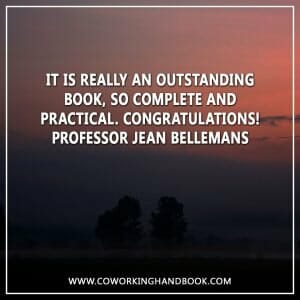 IT IS REALLY AN OUTSTANDING
BOOK, SO COMPLETE AND
PRACTICAL. CONGRATULATIONS!
PROFESSOR JEAN BELLEMANS
WWW.COWORKINGHANDBOOK.COM